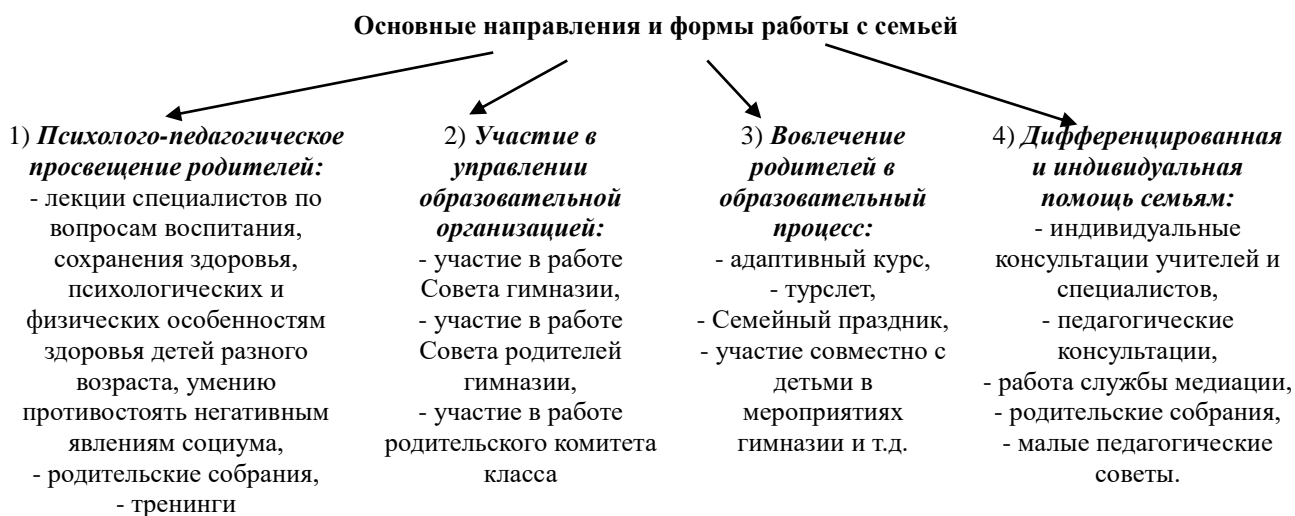 Основные направления и формы работы с семьей
1) Психолого-педагогическое
просвещение родителей:
- лекции специалистов по
вопросам воспитания,
сохранения здоровья,
психологических и
физических особенностям
здоровья детей разного
возраста, умению
противостоять негативным
явлениям социума,
- родительские собрания,
- тренинги
2) Участие в
управлении
образовательной
организацией:
- участие в работе
Совета гимназии,
- участие в работе
Совета родителей
гимназии,
- участие в работе
родительского комитета
класса
3) Вовлечение
родителей в
образовательный
процесс:
- адаптивный курс,
- турслет,
- Семейный праздник,
- участие совместно с
детьми в
мероприятиях
гимназии и т.д.
4) Дифференцированная
и индивидуальная
помощь семьям:
- индивидуальные
консультации учителей и
специалистов,
- педагогические
консультации,
- работа службы медиации,
- родительские собрания,
- малые педагогические
советы.